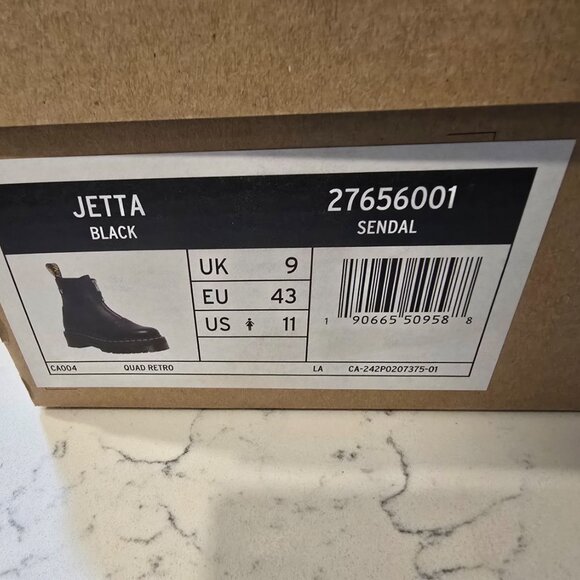 JETTA
BLACK
27656001
SENDAL
UK 9
EU 43
US 11
1 90665 50958 8
CA004 QUAD RETRO LA CA-242P0207375-01